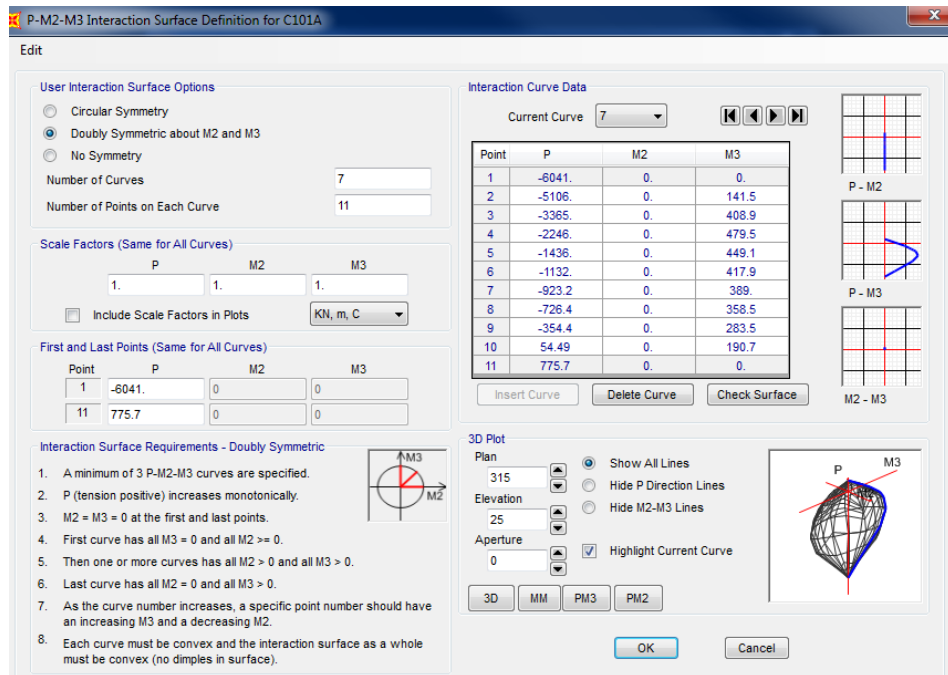 P-M2-M3 Interaction Surface Definition for C101A
Edit
User Interaction Surface Options
Circular Symmetry
Doubly Symmetric about M2 and M3
No Symmetry
Number of Curves 7
Number of Points on Each Curve 11
Scale Factors (Same for All Curves)
P M2 M3
1. 1. 1.
Include Scale Factors in Plots KN, m, C
First and Last Points (Same for All Curves)
Point P M2 M3
1 -6041. 0 0
11 775.7 0 0
Interaction Surface Requirements - Doubly Symmetric
1. A minimum of 3 P-M2-M3 curves are specified.
2. P (tension positive) increases monotonically.
3. M2 = M3 = 0 at the first and last points.
4. First curve has all M3 = 0 and all M2 >= 0.
5. Then one or more curves has all M2 > 0 and all M3 > 0.
6. Last curve has all M2 = 0 and all M3 > 0.
7. As the curve number increases, a specific point number should have
an increasing M3 and a decreasing M2.
8. Each curve must be convex and the interaction surface as a whole
must be convex (no dimples in surface).
M3
M2
Interaction Curve Data
Current Curve 7
Point P M2 M3
1 -6041. 0. 0.
2 -5106. 0. 141.5
3 -3365. 0. 408.9
4 -2246. 0. 479.5
5 -1436. 0. 449.1
6 -1132. 0. 417.9
7 -923.2 0. 389.
8 -726.4 0. 358.5
9 -354.4 0. 283.5
10 54.49 0. 190.7
11 775.7 0. 0.
Insert Curve Delete Curve Check Surface
P - M2
P - M3
M2 - M3
3D Plot
Plan
315
Elevation
25
Aperture
0
Show All Lines
Hide P Direction Lines
Hide M2-M3 Lines
Highlight Current Curve
3D MM PM3 PM2
P M3
OK Cancel